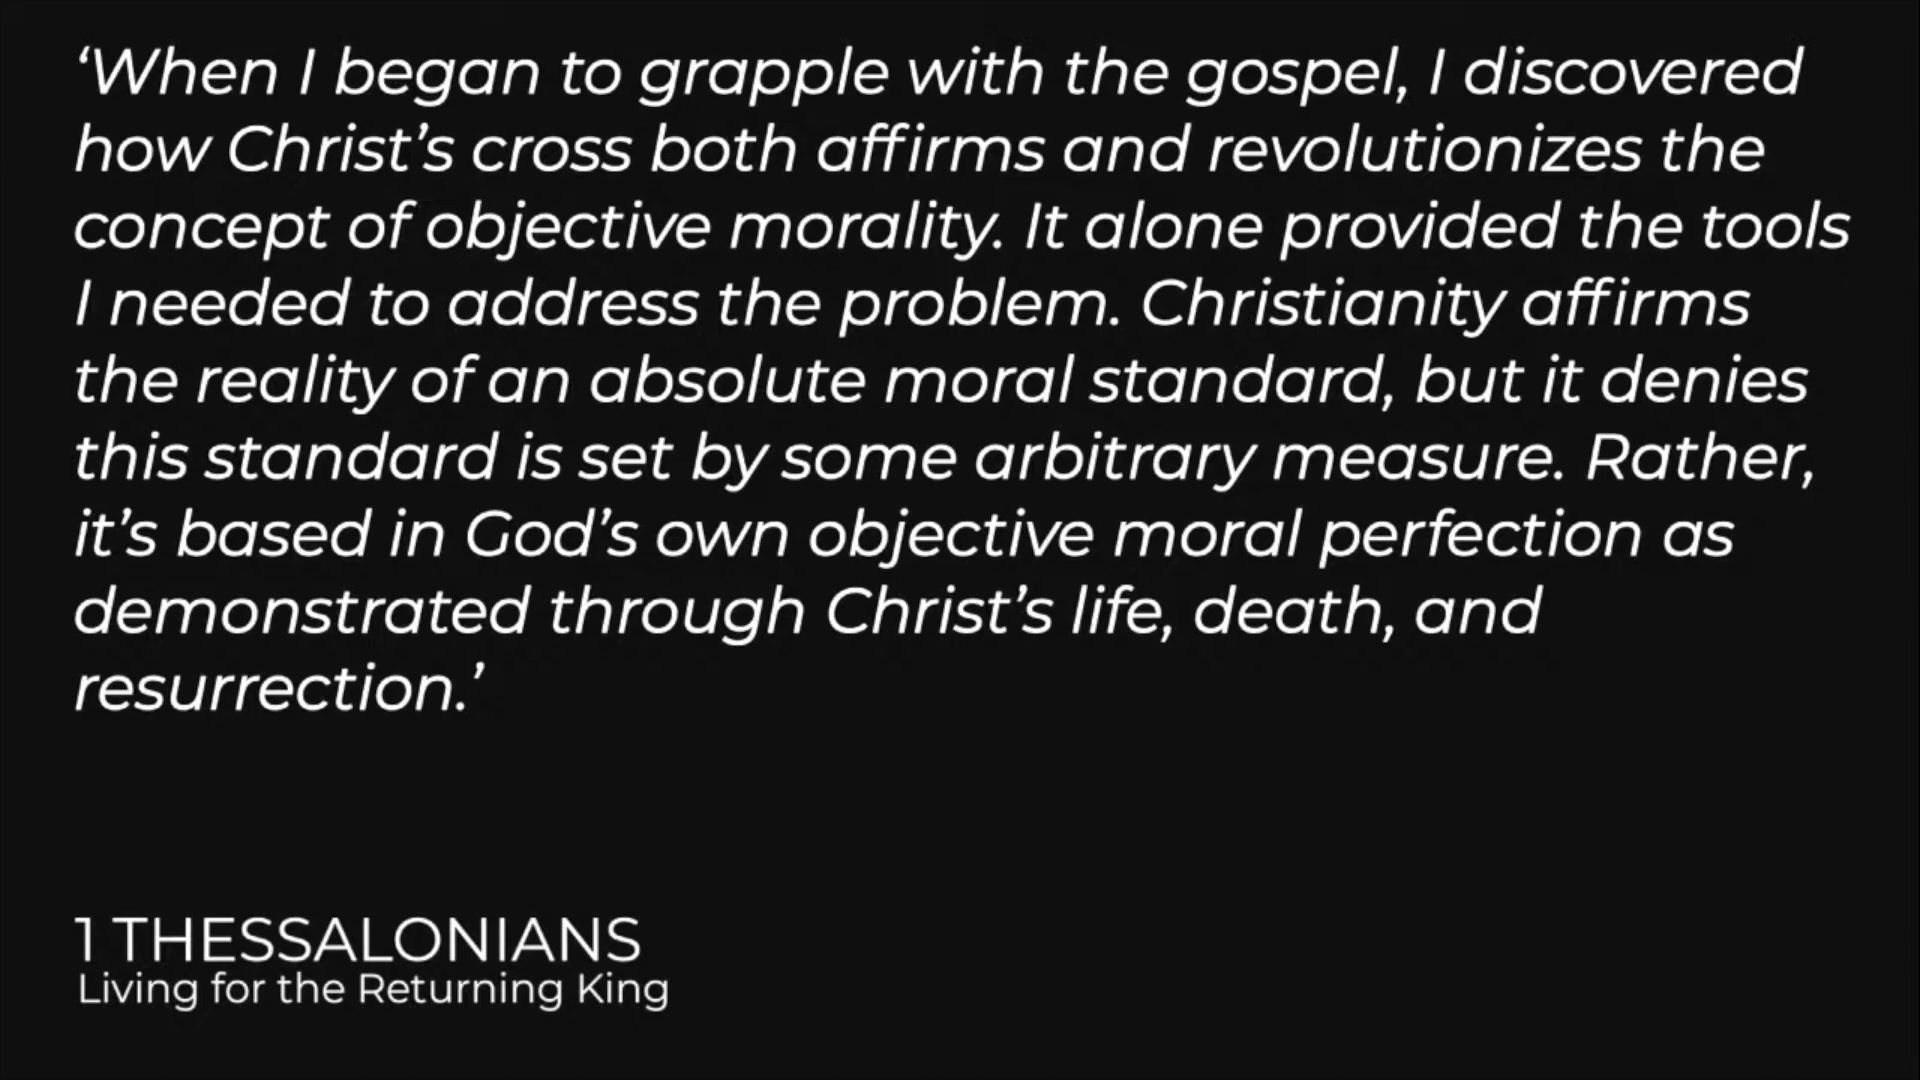 ‘When I began to grapple with the gospel, I discovered
how Christ’s cross both affirms and revolutionizes the
concept of objective morality. It alone provided the tools
I needed to address the problem. Christianity affirms
the reality of an absolute moral standard, but it denies
this standard is set by some arbitrary measure. Rather,
it’s based in God’s own objective moral perfection as
demonstrated through Christ’s life, death, and
resurrection.’
1 THESSALONIANS
Living for the Returning King